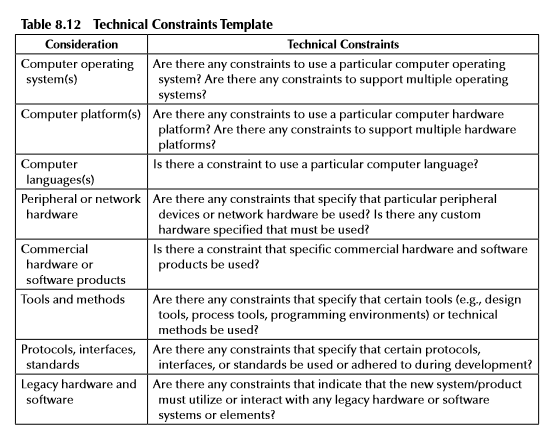 Table 8.12 Technical Constraints Template
Consideration Technical Constraints
Computer operating system(s)
Are there any constraints to use a particular computer operating
system? Are there any constraints to support multiple operating
systems?
Computer platform(s)
Are there any constraints to use a particular computer hardware
platform? Are there any constraints to support multiple hardware
platforms?
Computer
languages(s)
Is there a constraint to use a particular computer language?
Peripheral or network
hardware
Are there any constraints that specify that particular peripheral
devices or network hardware be used? Is there any custom
hardware specified that must be used?
Commercial
hardware or
software products
Is there a constraint that specific commercial hardware and software
products be used?
Tools and methods
Are there any constraints that specify that certain tools (e.g., design
tools, process tools, programming environments) or technical
methods be used?
Protocols, interfaces,
standards
Are there any constraints that specify that certain protocols,
interfaces, or standards be used or adhered to during development?
Legacy hardware and
software
Are there any constraints that indicate that the new system/product
must utilize or interact with any legacy hardware or software
systems or elements?